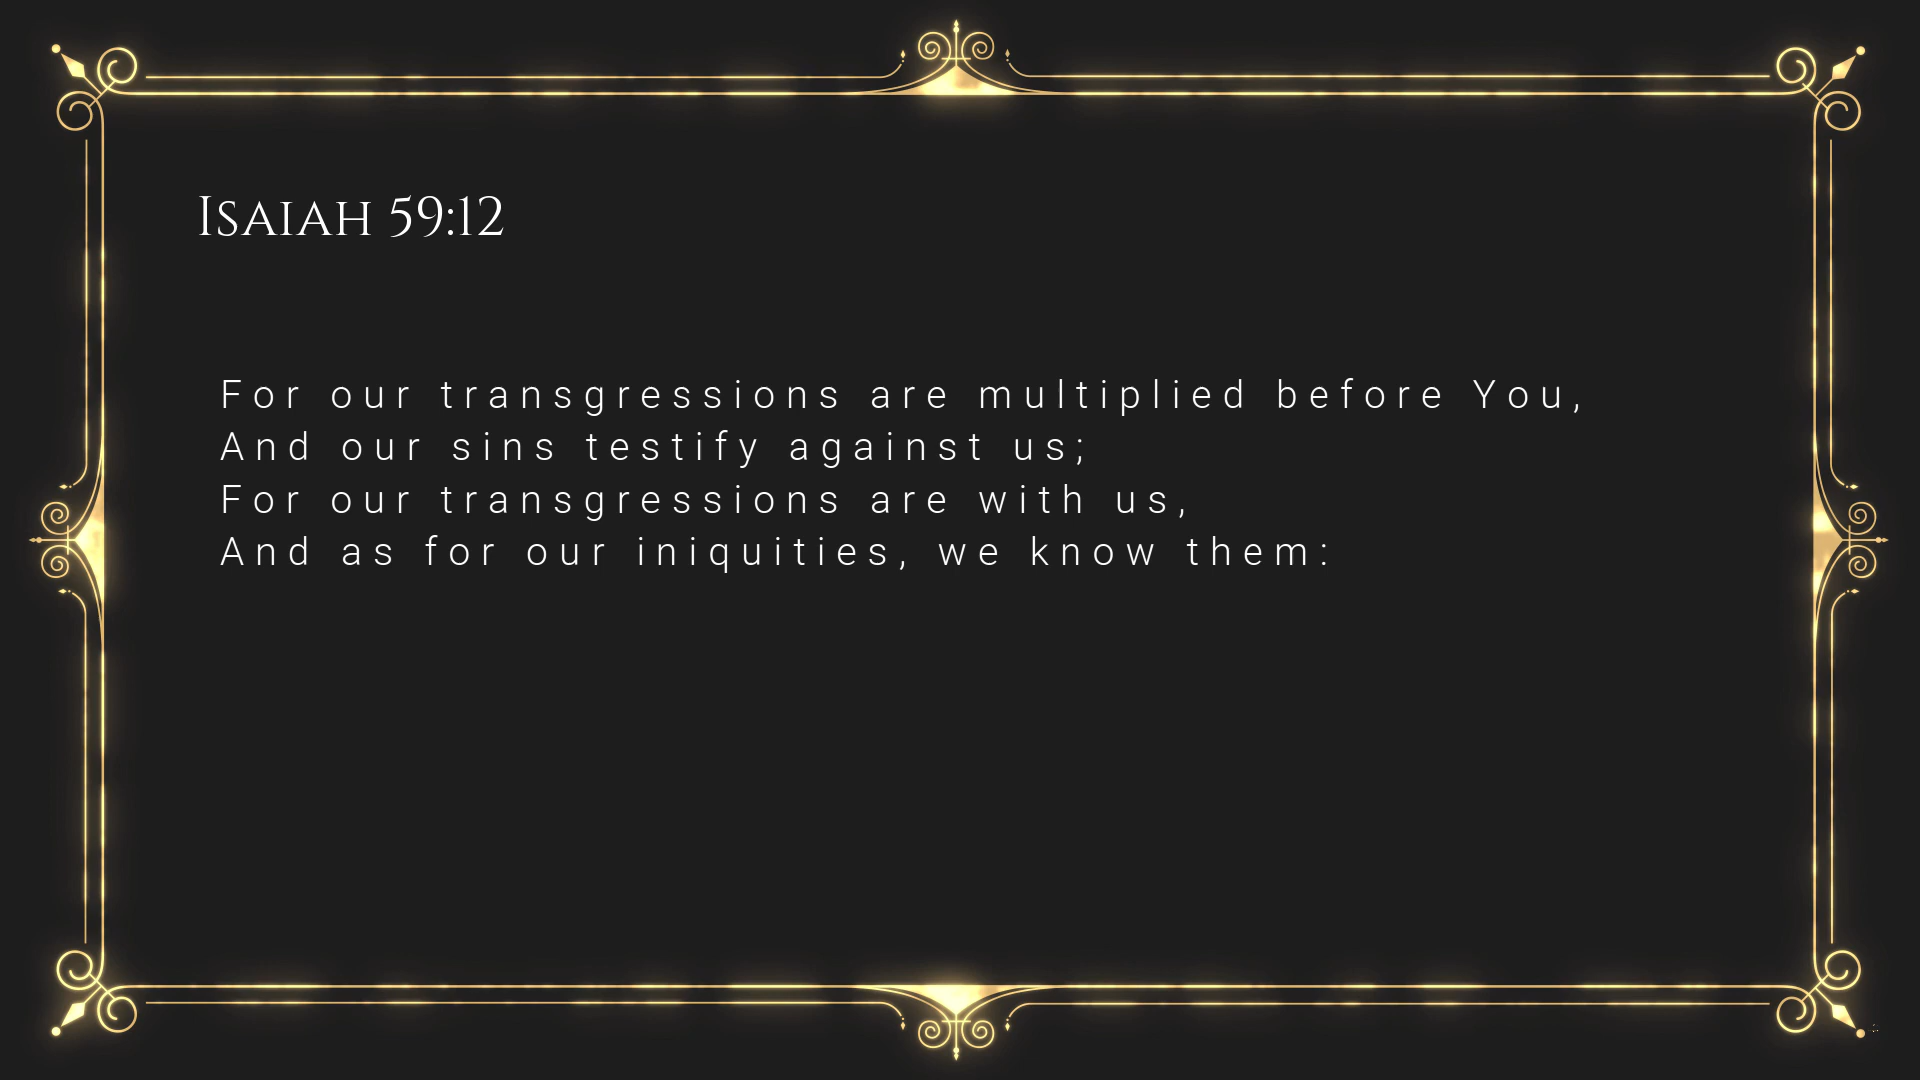 Isaiah 59:12
For our transgressions are multiplied before You,
And our sins testify against us;
For our transgressions are with us,
And as for our iniquities, we know them: